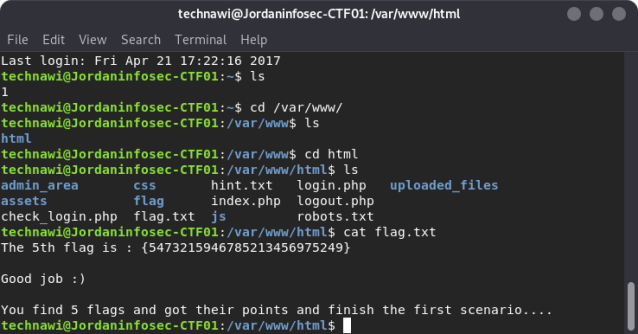 technawi@Jordaninfosec-CTF01: /var/www/html
File Edit View Search Terminal Help
Last login: Fri Apr 21 17:22:16 2017
technawi@Jordaninfosec-CTF01:~$ ls
1
technawi@Jordaninfosec-CTF01:~$ cd /var/www/
technawi@Jordaninfosec-CTF01:/var/www$ ls
html
technawi@Jordaninfosec-CTF01:/var/www$ cd html
technawi@Jordaninfosec-CTF01:/var/www/html$ ls
admin_area css hint.txt login.php uploaded_files
assets flag index.php logout.php
check_login.php flag.txt js robots.txt
technawi@Jordaninfosec-CTF01:/var/www/html$ cat flag.txt
The 5th flag is : {5473215946785213456975249}
Good job :)
You find 5 flags and got their points and finish the first scenario....
technawi@Jordaninfosec-CTF01:/var/www/html$